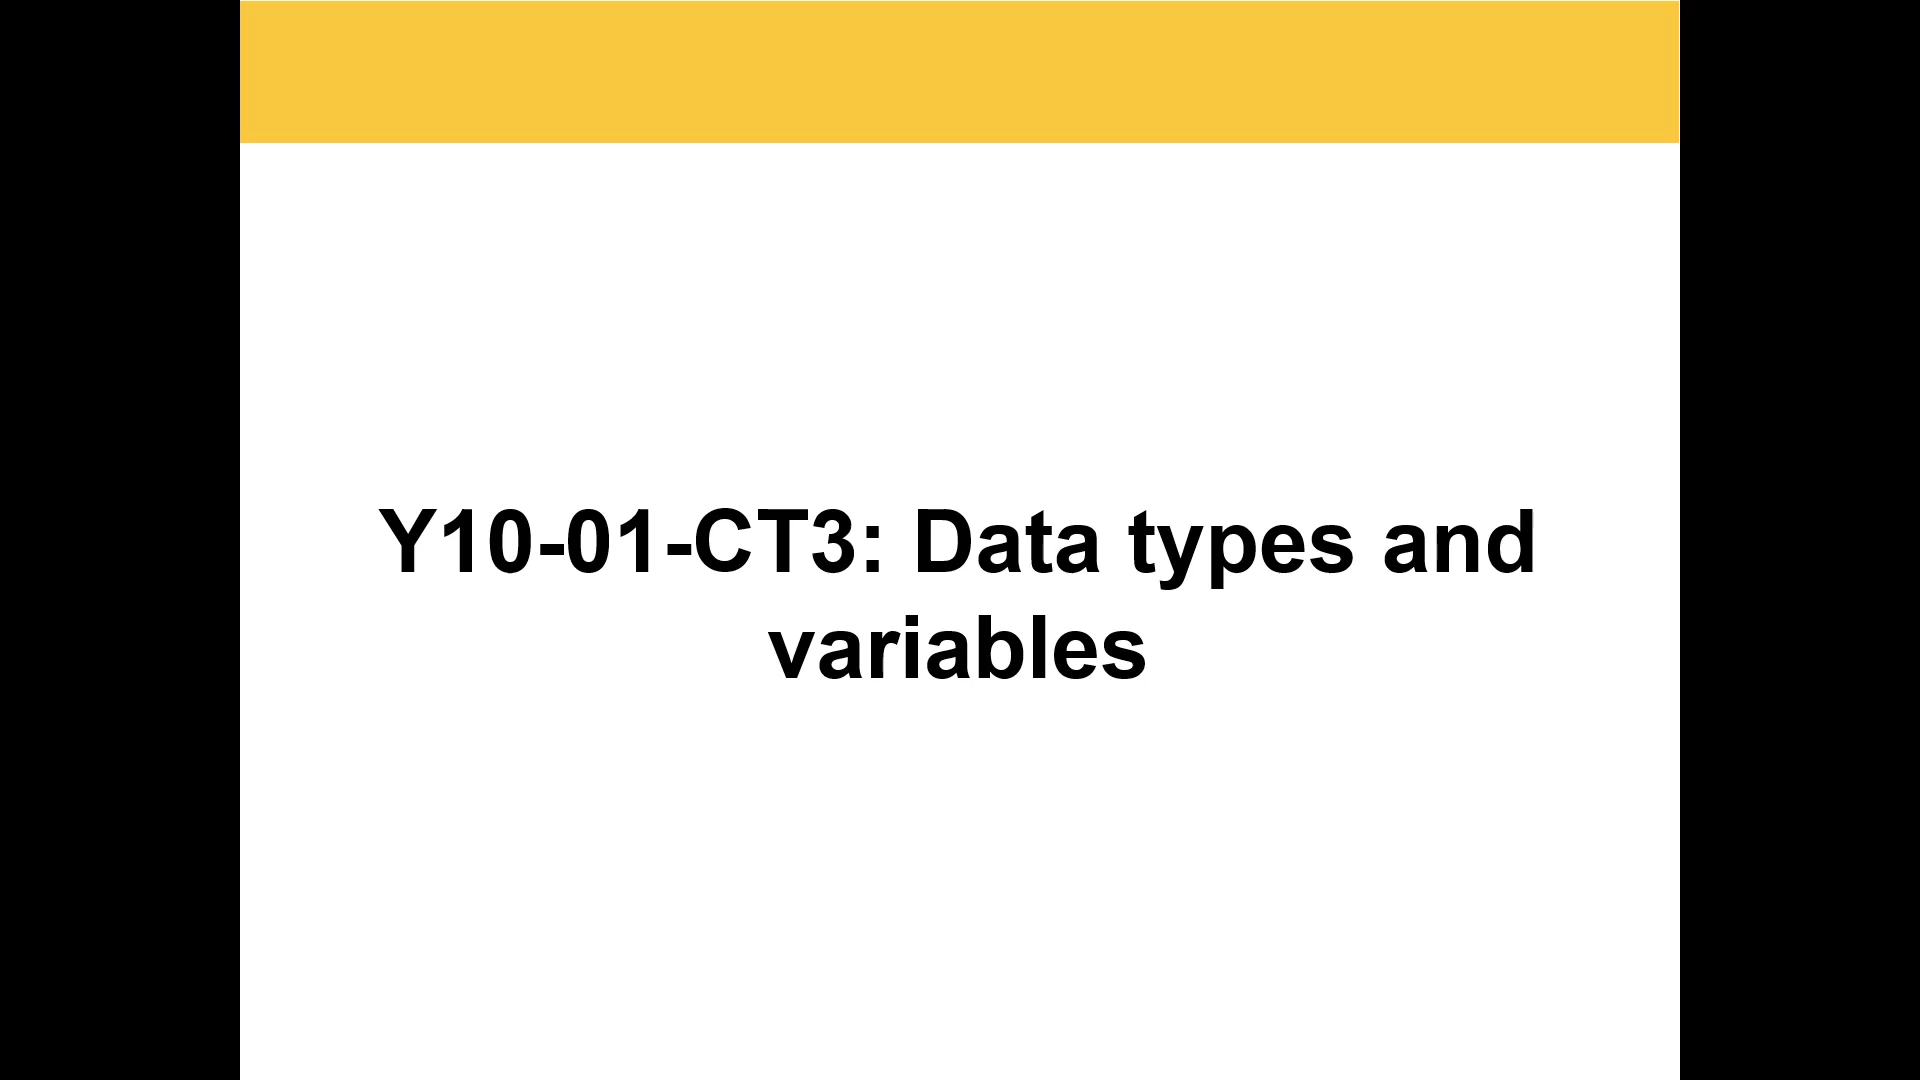 Y10-01-CT3: Data types and
variables